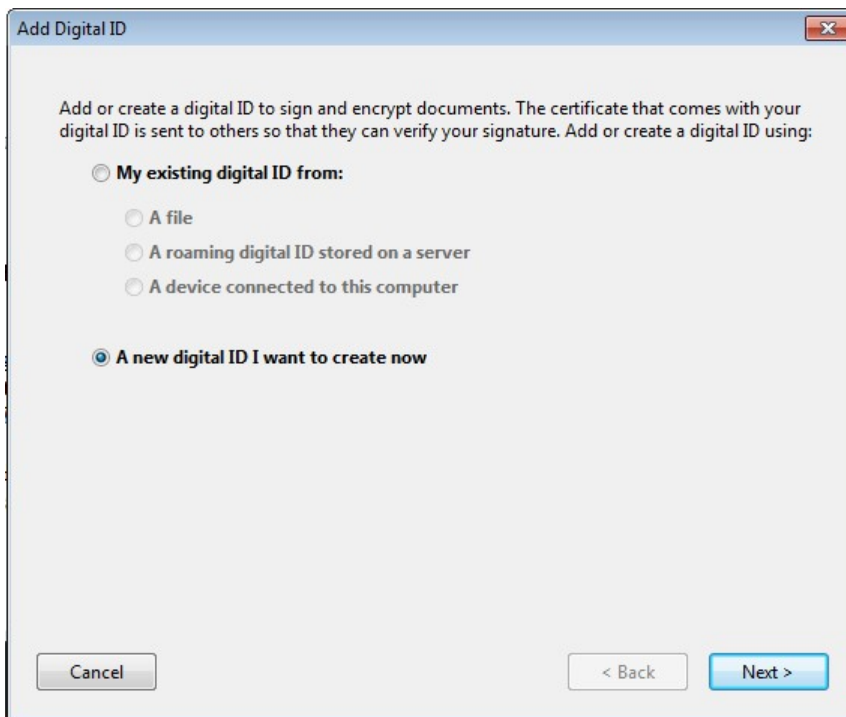 Add Digital ID
Add or create a digital ID to sign and encrypt documents. The certificate that comes with your
digital ID is sent to others so that they can verify your signature. Add or create a digital ID using:
My existing digital ID from:
A file
A roaming digital ID stored on a server
A device connected to this computer
A new digital ID I want to create now
Cancel
< Back
Next >